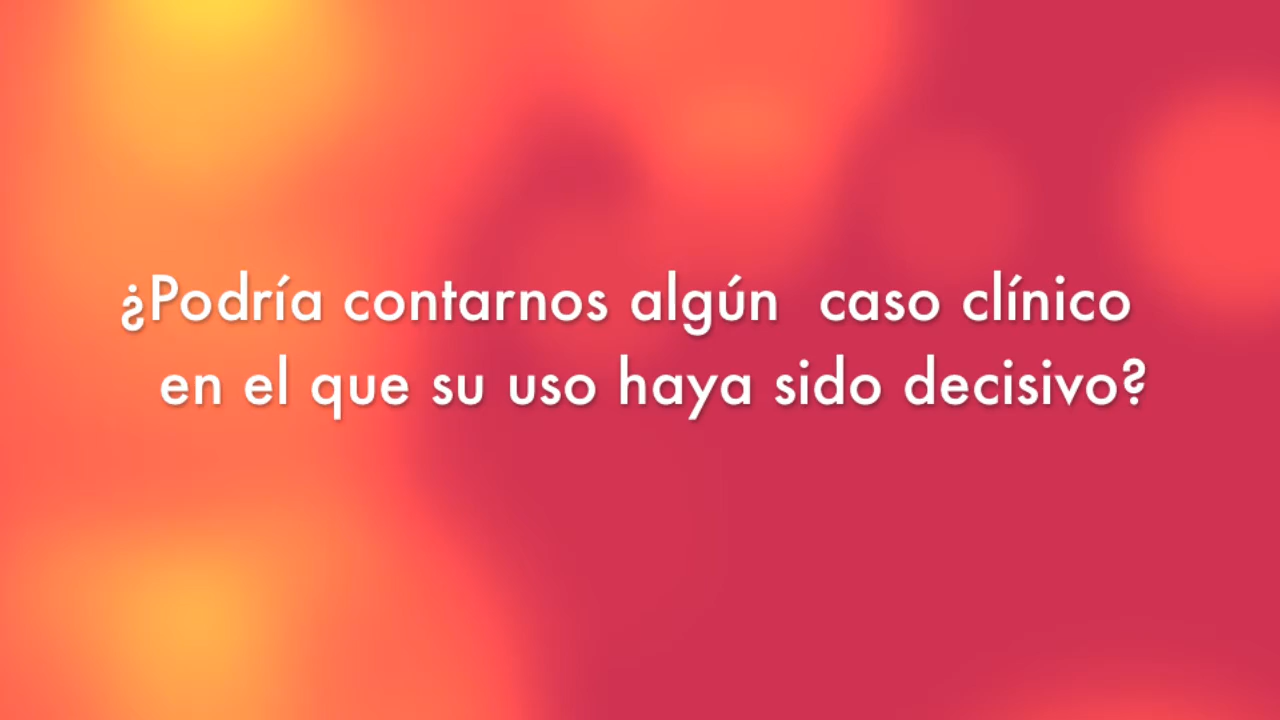 ¿Podría contarnos algún  caso clínico
en el que su uso haya sido decisivo?